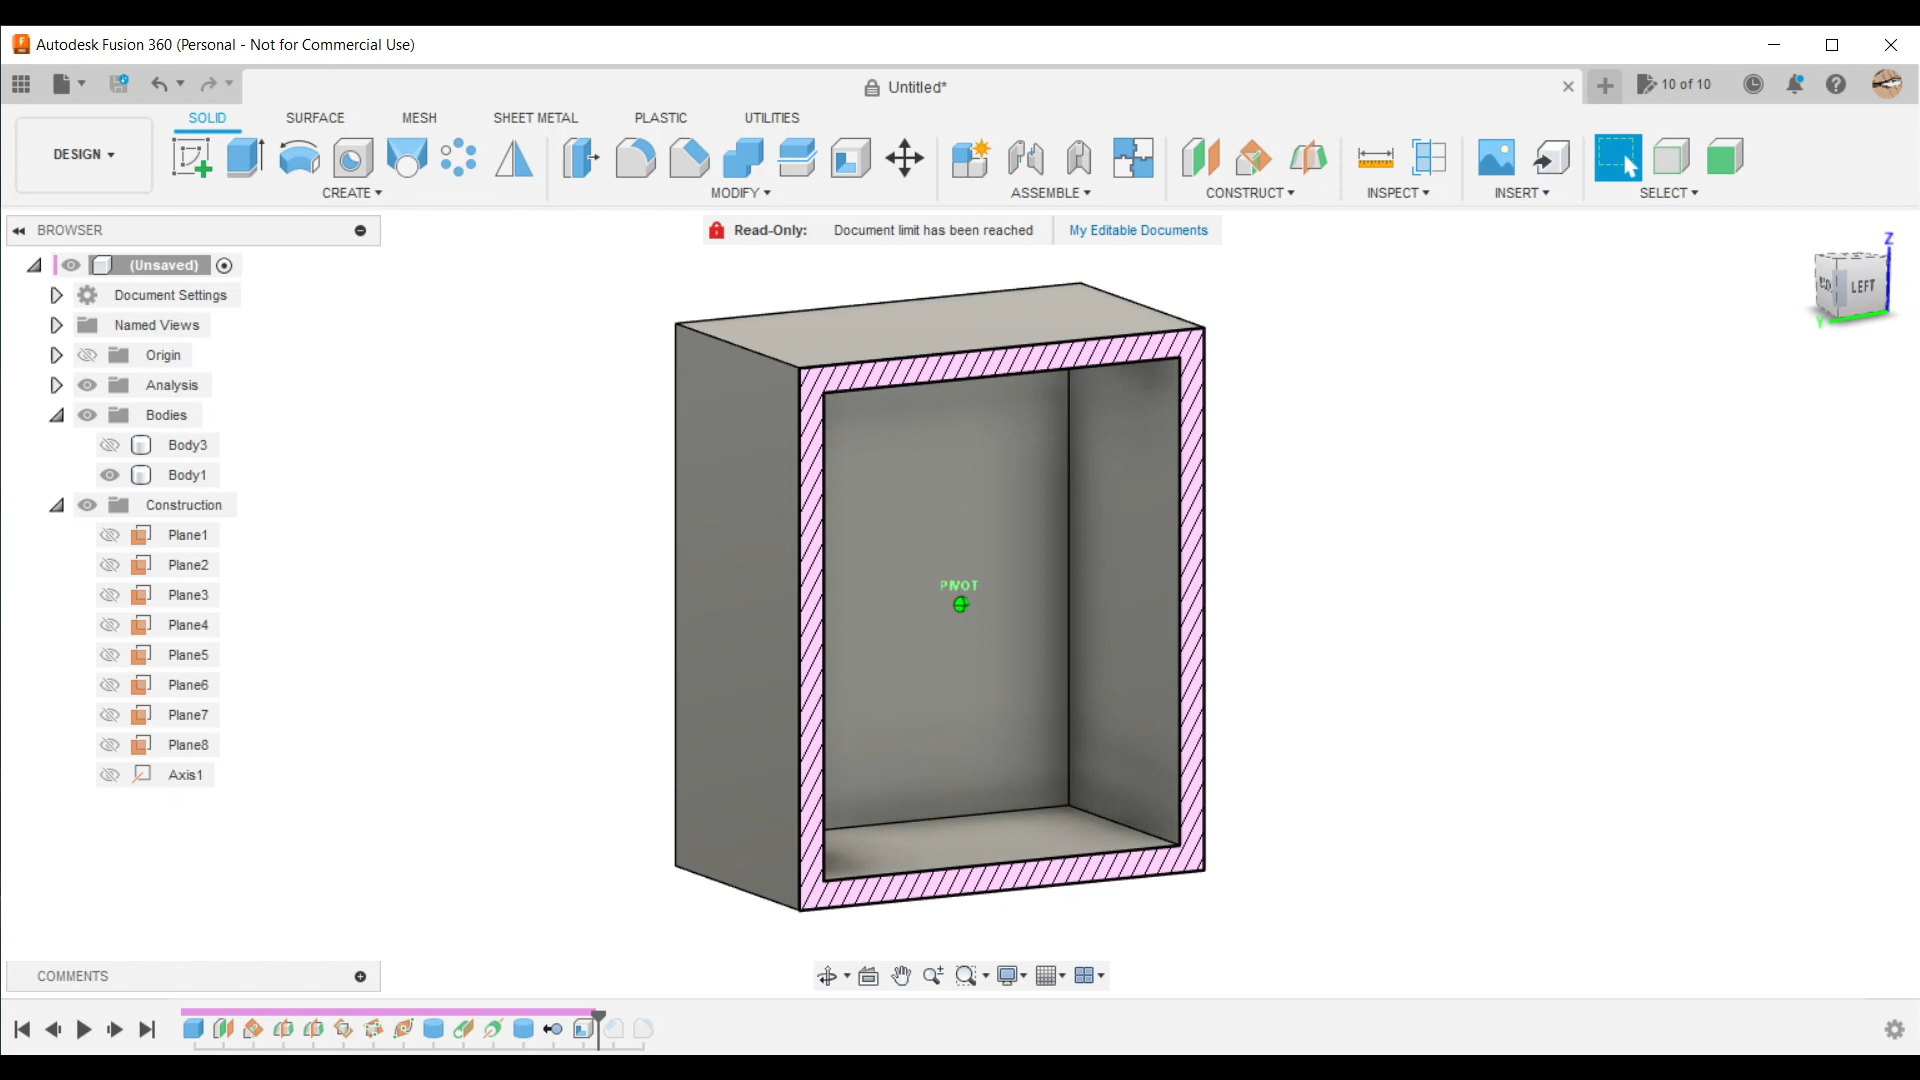 Autodesk Fusion 360 (Personal - Not for Commercial Use)
Untitled*
10 of 10
SOLID SURFACE MESH SHEET METAL PLASTIC UTILITIES
DESIGN
CREATE MODIFY ASSEMBLE CONSTRUCT INSPECT INSERT SELECT
BROWSER
Read-Only: Document limit has been reached My Editable Documents
(Unsaved)
Document Settings
Named Views
Origin
Analysis
Bodies
Body3
Body1
Construction
Plane1
Plane2
Plane3
Plane4
Plane5
Plane6
Plane7
Plane8
Axis1
Z
LEFT
Y
PIVOT
COMMENTS